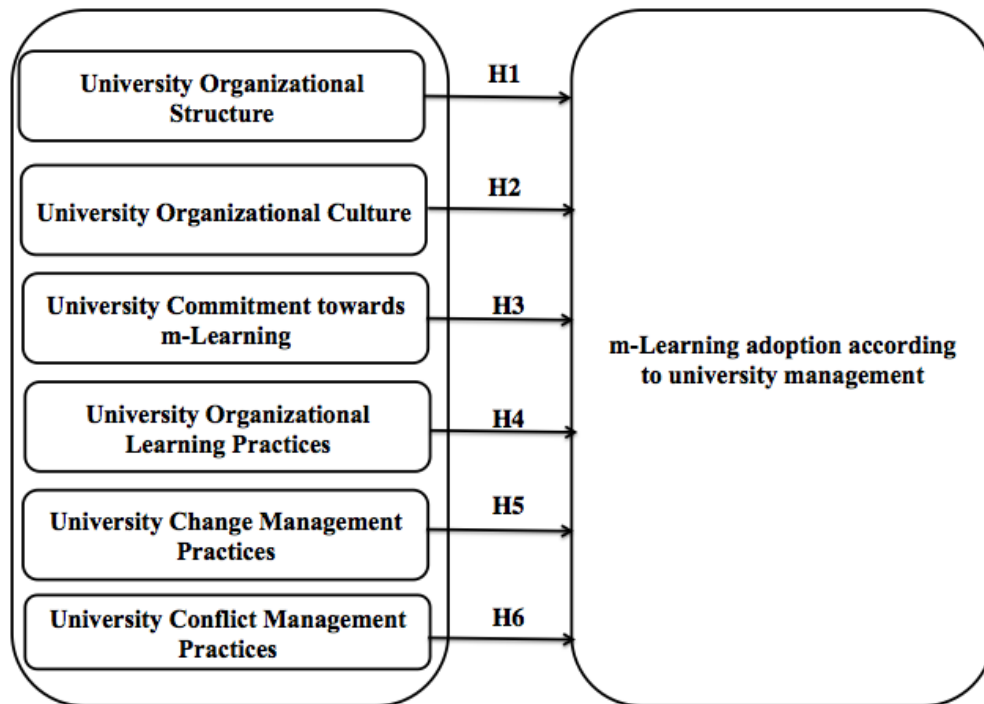 University Organizational
Structure
H1
University Organizational Culture
H2
University Commitment towards
m-Learning
H3
University Organizational
Learning Practices
H4
University Change Management
Practices
H5
University Conflict Management
Practices
H6
m-Learning adoption according
to university management